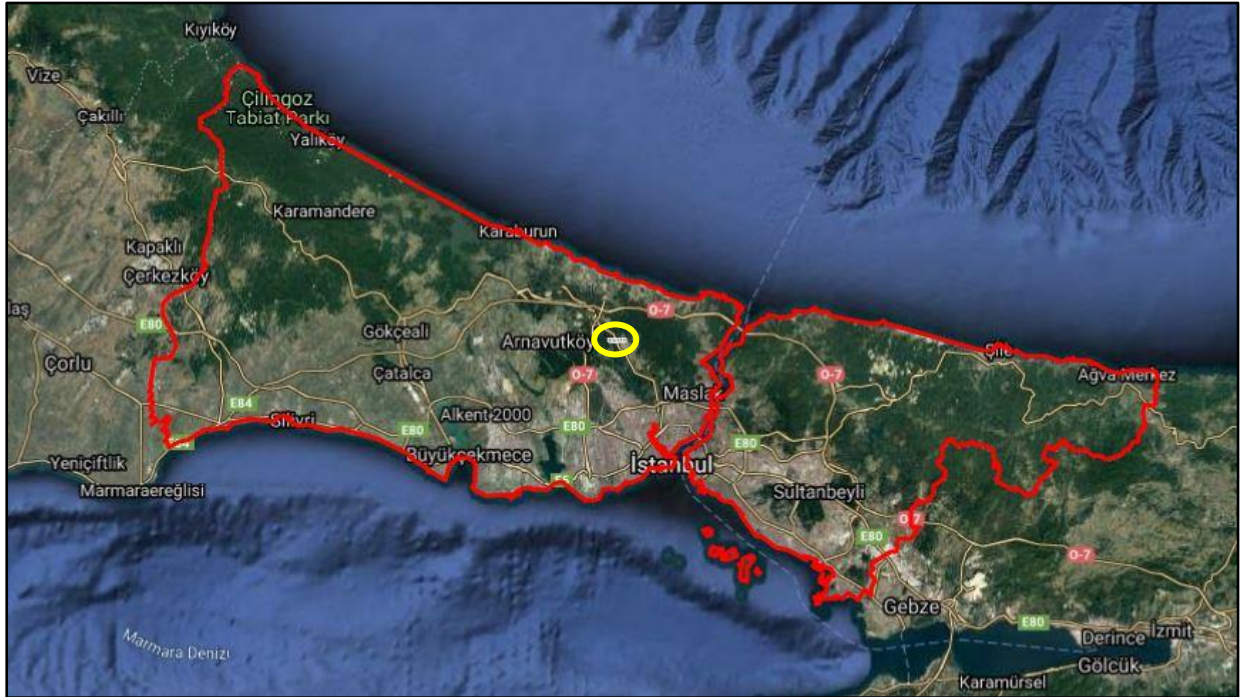 Kıyıköy
Vize
Çilingoz
Tabiat Parkı
Çakıllı
Yalıköy
Karamandere
Karaburun
Kapaklı
Çerkezköy
O-7
E80
Gökçeali
Arnavutköy
Şile
Çorlu
Çatalca
O-7
O-7
Ağva Merkez
Maslak
E84
Alkent 2000
Silivri
E80
E80
E80
Büyükçekmece
Yeniçiftlik
İstanbul
Marmaraereğlisi
Sultanbeyli
O-7
E80
O-7
Gebze
E80
Derince
İzmit
Marmara Denizi
Gölcük
Karamürsel